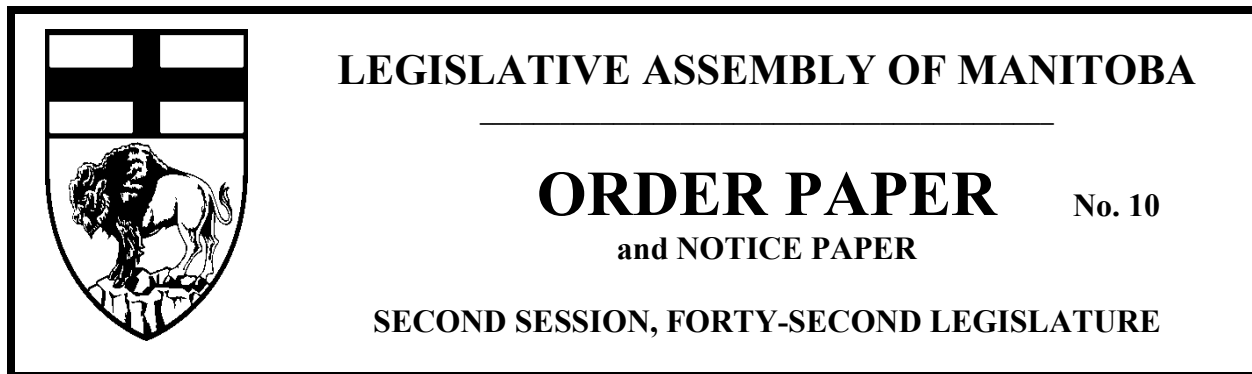 LEGISLATIVE ASSEMBLY OF MANITOBA
ORDER PAPER No. 10
and NOTICE PAPER
SECOND SESSION, FORTY-SECOND LEGISLATURE